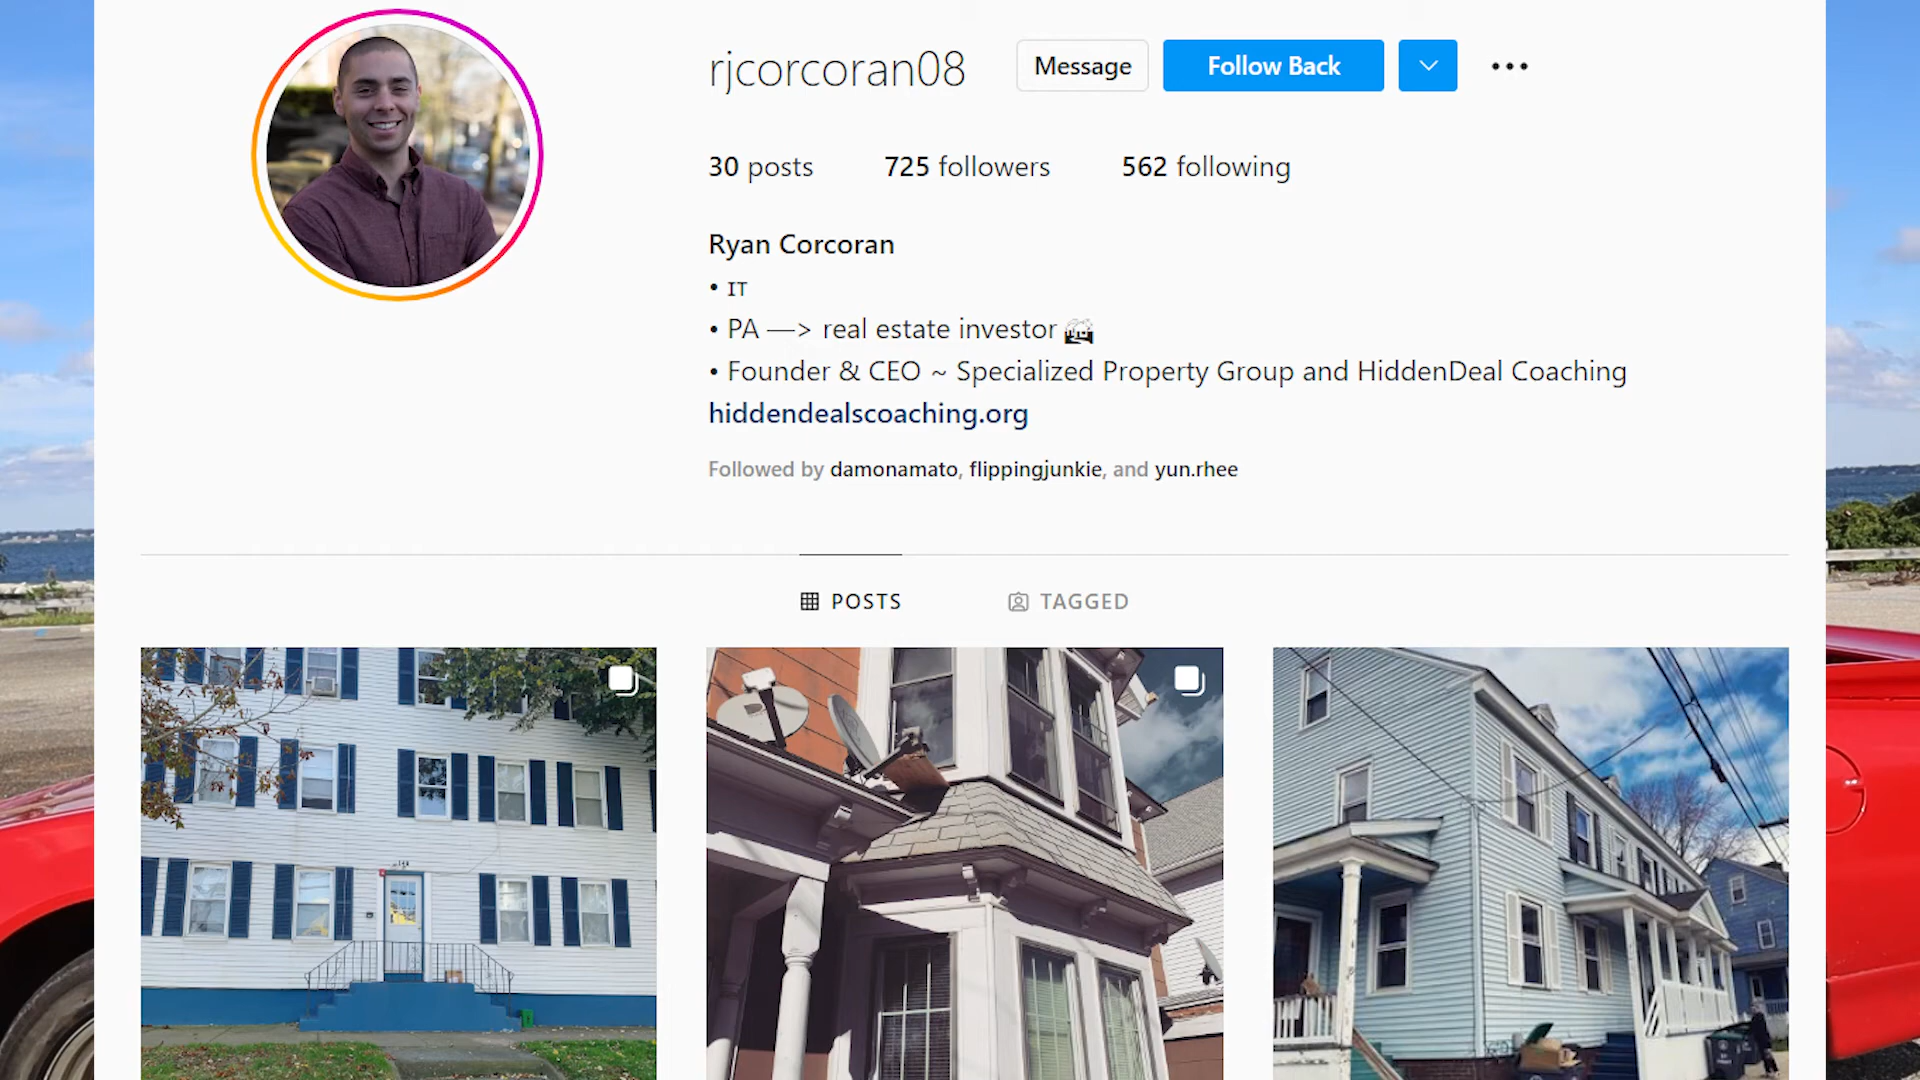 rjcorcoran08 Message Follow Back
30 posts 725 followers 562 following
Ryan Corcoran
• IT
• PA —> real estate investor 🏘
• Founder & CEO ~ Specialized Property Group and HiddenDeal Coaching
hiddendealscoaching.org
Followed by damonamato, flippingjunkie, and yun.rhee
POSTS TAGGED